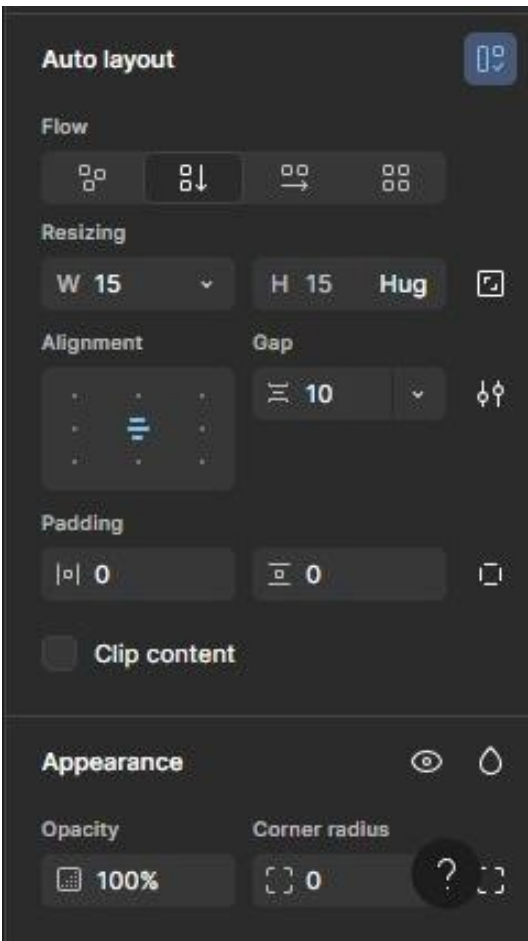 Auto layout
Flow
Resizing
W 15 H 15 Hug
Alignment Gap
10
Padding
0 0
Clip content
Appearance
Opacity Corner radius
100% 0 ?